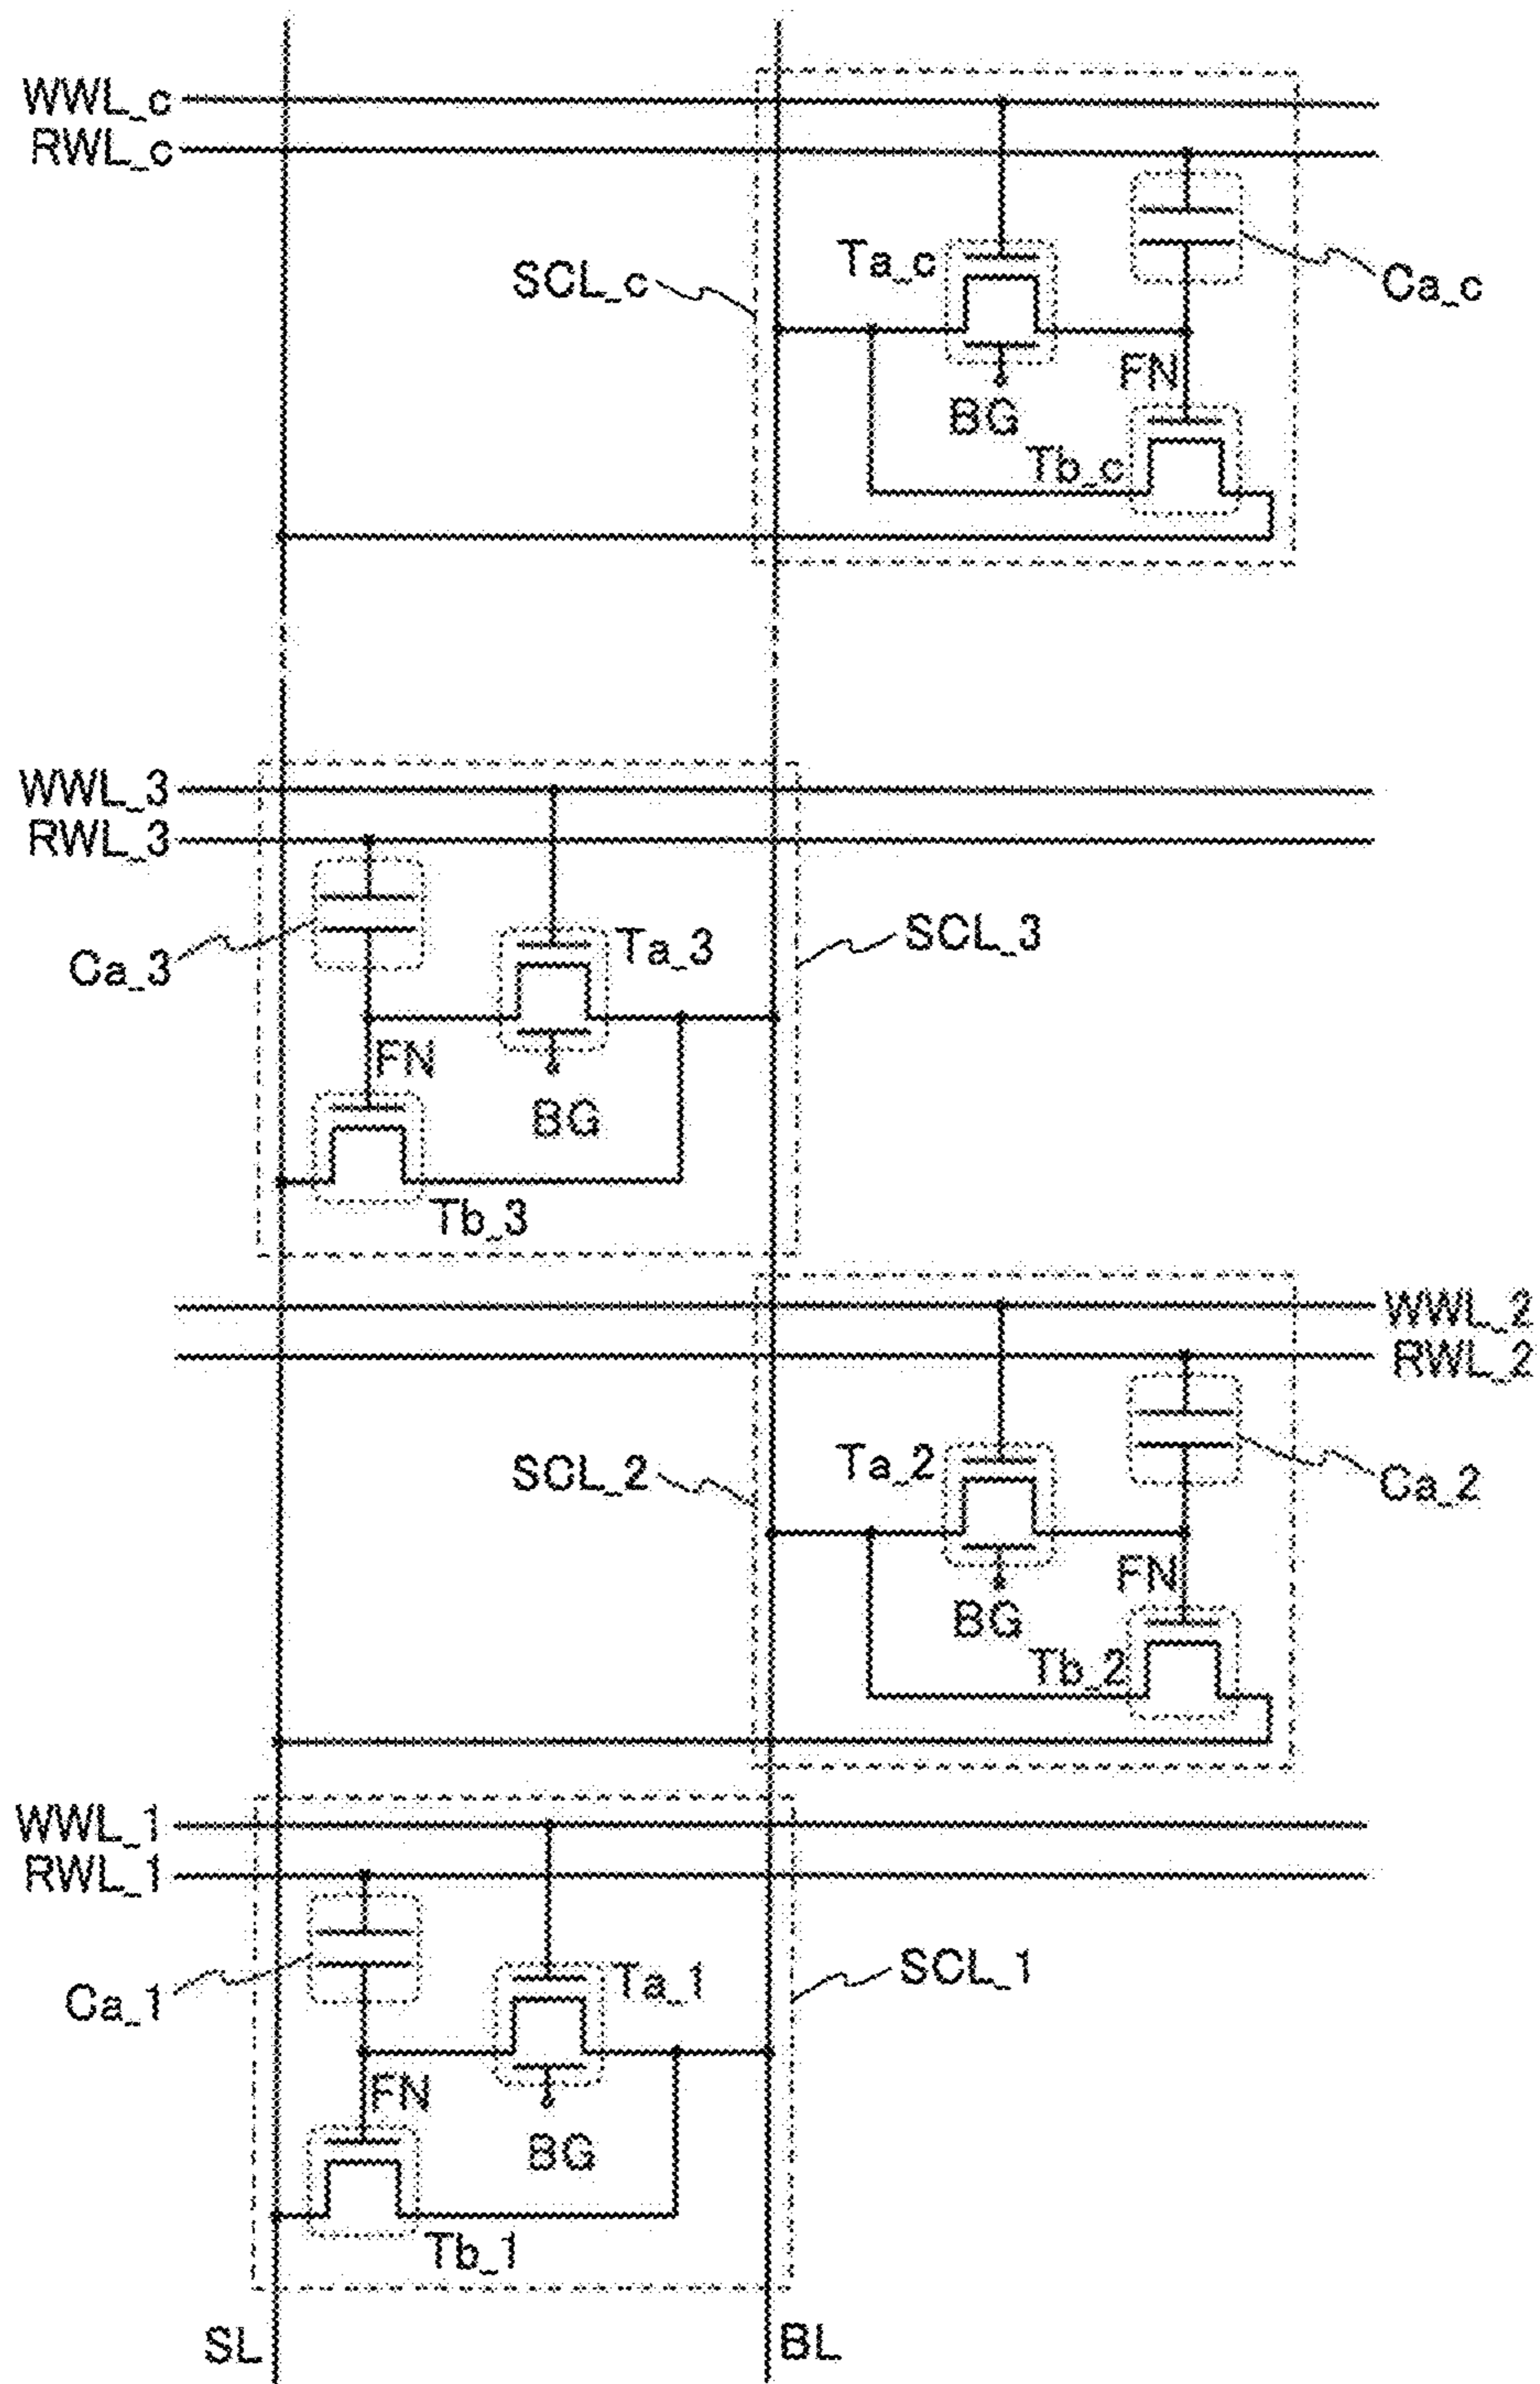 WWL_c
RWL_c
Ta_c
SCL_c
Ca_c
FN
BG
Tb_c
WWL_3
RWL_3
Ta_3
SCL_3
Ca_3
FN
BG
Tb_3
WWL_2
RWL_2
Ta_2
SCL_2
Ca_2
FN
BG
Tb_2
WWL_1
RWL_1
Ta_1
SCL_1
Ca_1
FN
BG
Tb_1
SL
BL